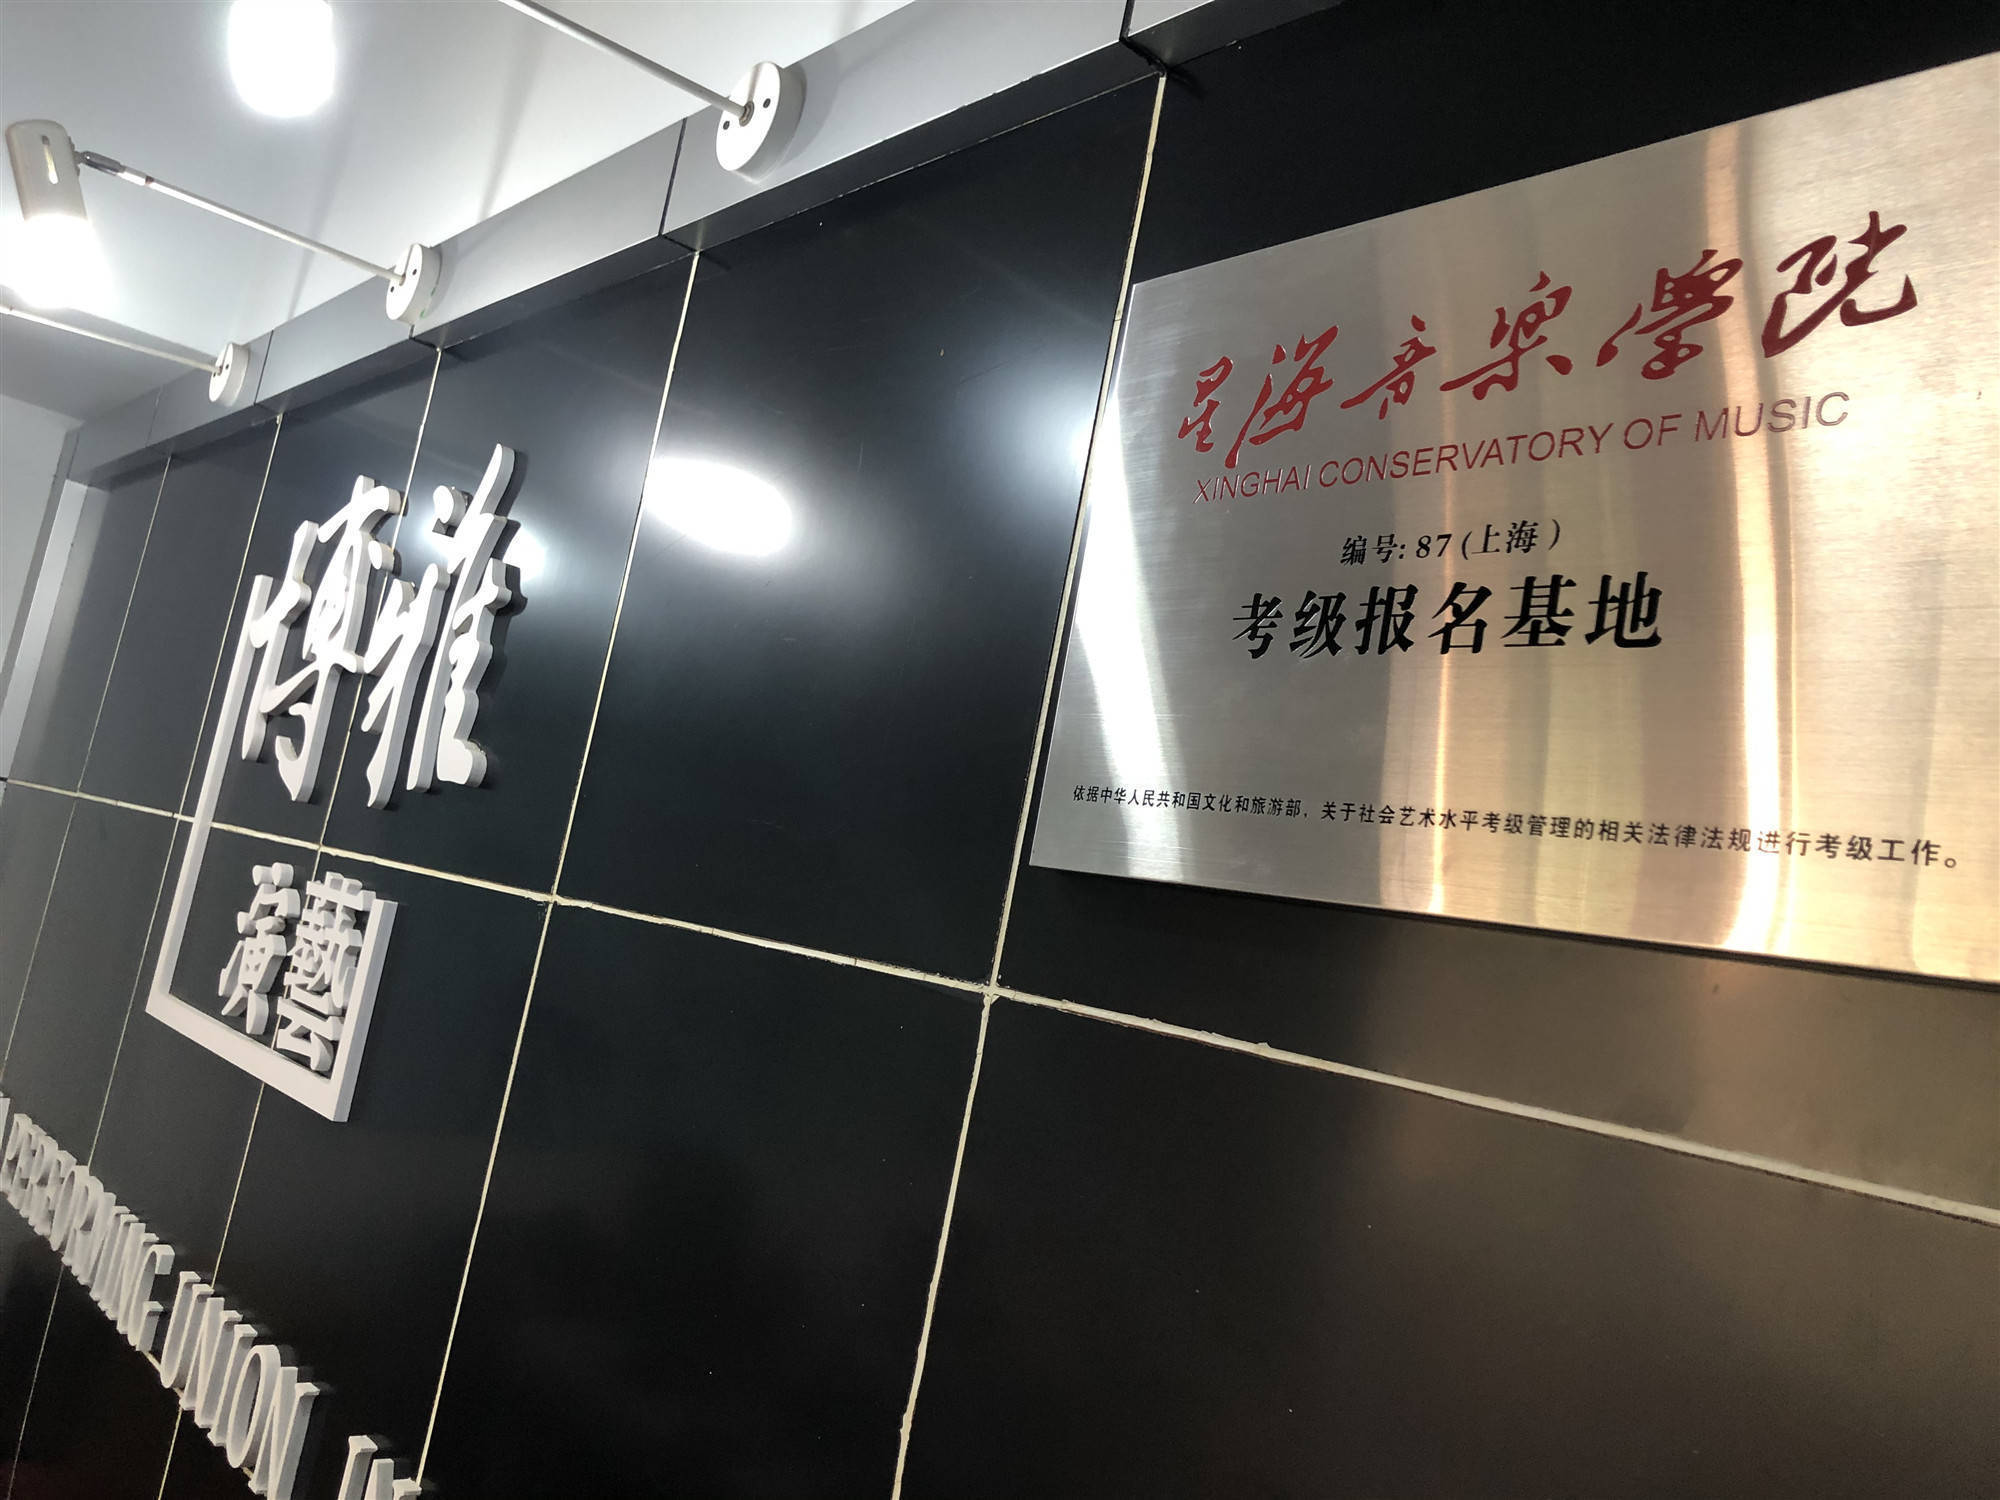 博雅
演藝
PERFORMING UNION
星海音楽学院
XINGHAI CONSERVATORY OF MUSIC
编号: 87 (上海)
考级报名基地
依据中华人民共和国文化和旅游部，关于社会艺术水平考级管理的相关法律法规进行考级工作。